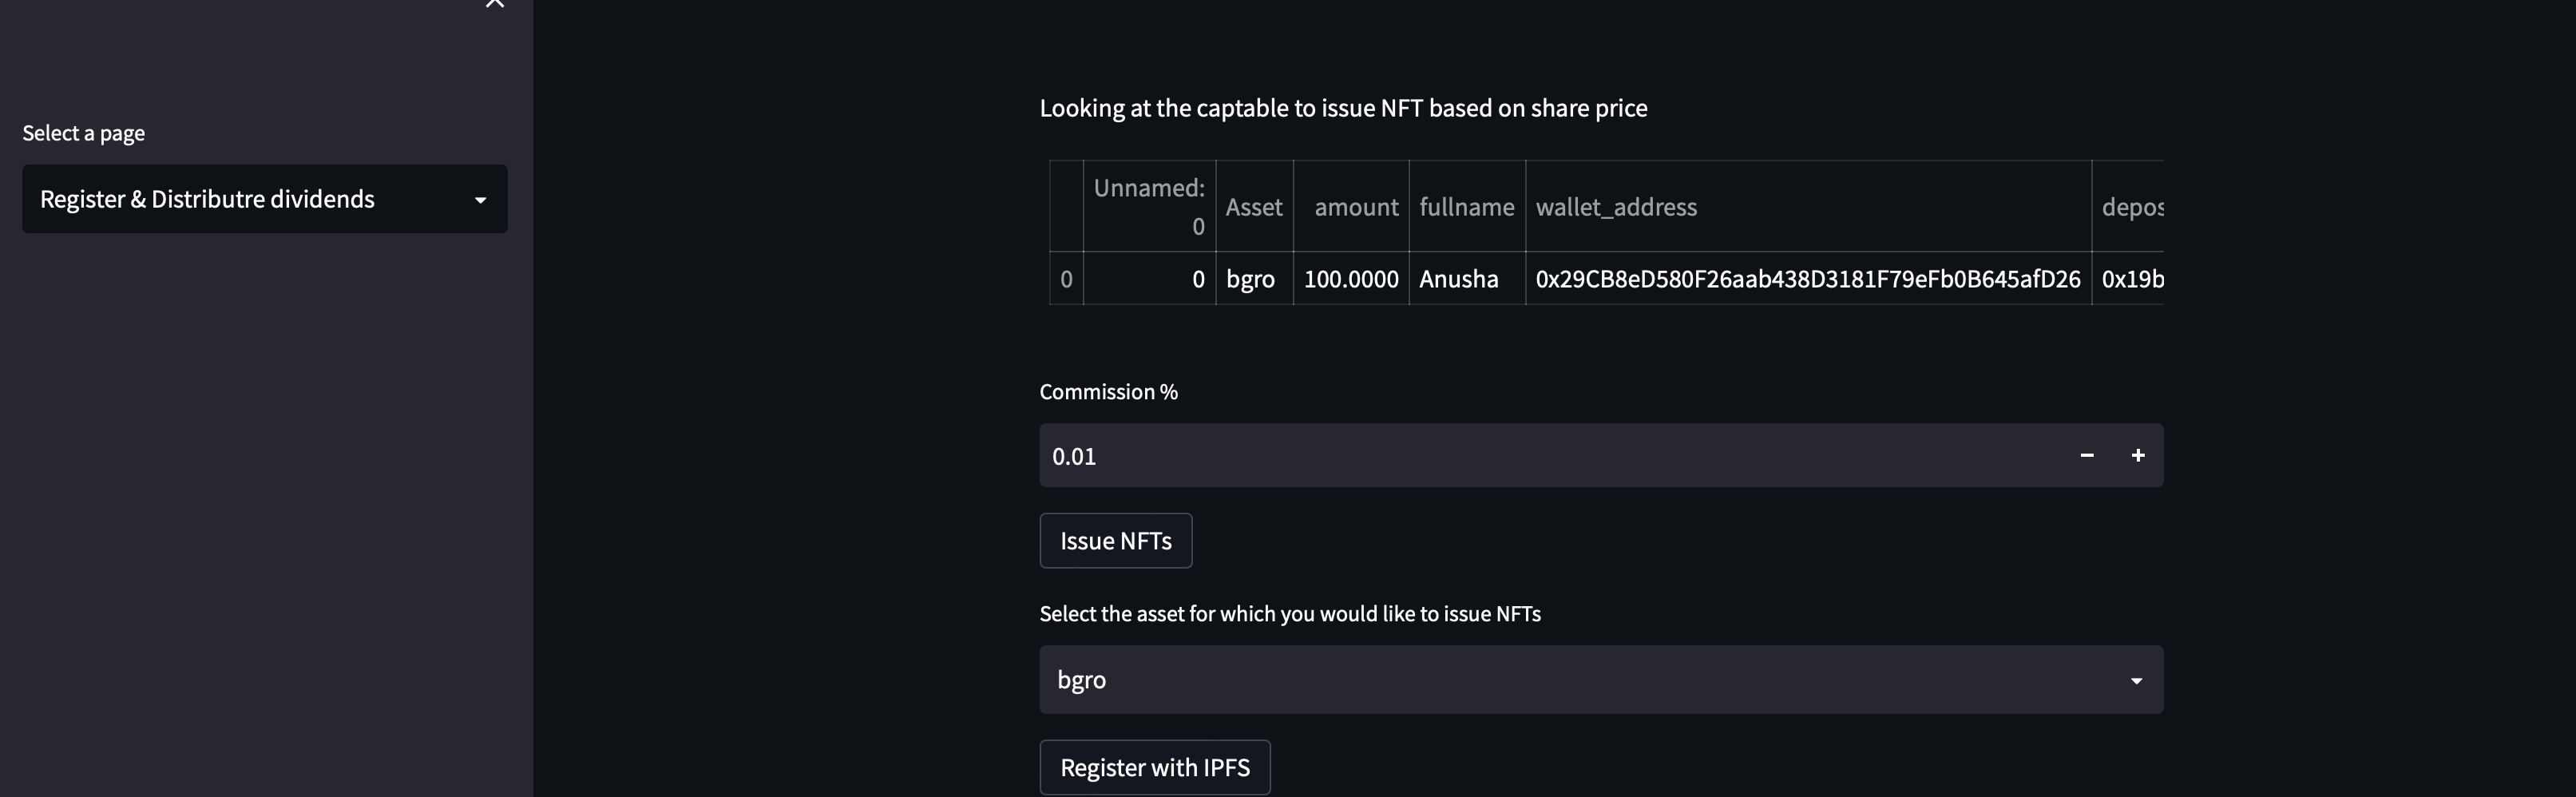 Select a page
Register & Distributre dividends
Looking at the captable to issue NFT based on share price
Unnamed: 0 Asset amount fullname wallet_address depos
0 0 bgro 100.0000 Anusha 0x29CB8eD580F26aab438D3181F79eFb0B645afD26 0x19b
Commission %
0.01 − +
Issue NFTs
Select the asset for which you would like to issue NFTs
bgro
Register with IPFS